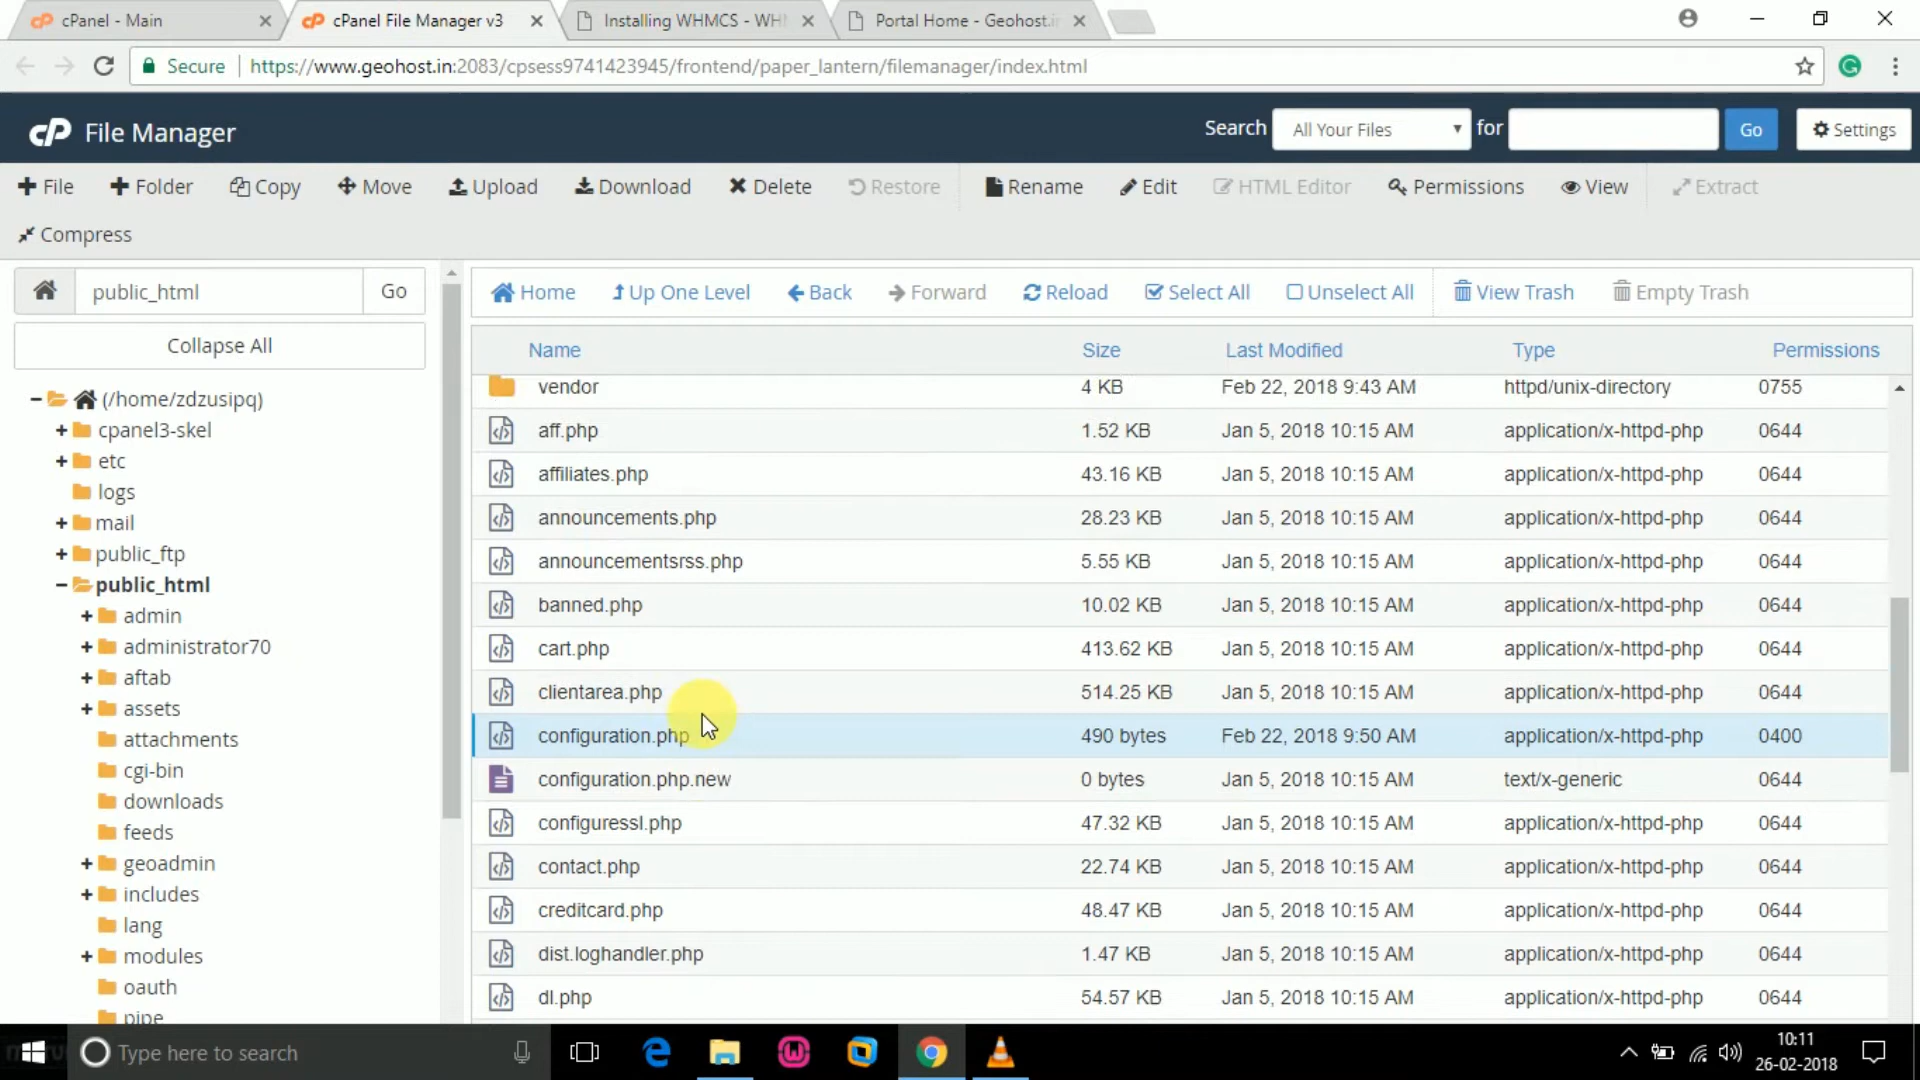 cPanel - Main
cPanel File Manager v3
Installing WHMCS - WH
Portal Home - Geohost.in
Secure https://www.geohost.in:2083/cpsess9741423945/frontend/paper_lantern/filemanager/index.html
cP File Manager
Search All Your Files for Go Settings
File Folder Copy Move Upload Download Delete Restore Rename Edit HTML Editor Permissions View Extract
Compress
public_html Go
Collapse All
(/home/zdzusipq)
cpanel3-skel
etc
logs
mail
public_ftp
public_html
admin
administrator70
aftab
assets
attachments
cgi-bin
downloads
feeds
geoadmin
includes
lang
modules
oauth
pipe
Home Up One Level Back Forward Reload Select All Unselect All View Trash Empty Trash
Name Size Last Modified Type Permissions
vendor 4 KB Feb 22, 2018 9:43 AM httpd/unix-directory 0755
aff.php 1.52 KB Jan 5, 2018 10:15 AM application/x-httpd-php 0644
affiliates.php 43.16 KB Jan 5, 2018 10:15 AM application/x-httpd-php 0644
announcements.php 28.23 KB Jan 5, 2018 10:15 AM application/x-httpd-php 0644
announcementsrss.php 5.55 KB Jan 5, 2018 10:15 AM application/x-httpd-php 0644
banned.php 10.02 KB Jan 5, 2018 10:15 AM application/x-httpd-php 0644
cart.php 413.62 KB Jan 5, 2018 10:15 AM application/x-httpd-php 0644
clientarea.php 514.25 KB Jan 5, 2018 10:15 AM application/x-httpd-php 0644
configuration.php 490 bytes Feb 22, 2018 9:50 AM application/x-httpd-php 0400
configuration.php.new 0 bytes Jan 5, 2018 10:15 AM text/x-generic 0644
configuressl.php 47.32 KB Jan 5, 2018 10:15 AM application/x-httpd-php 0644
contact.php 22.74 KB Jan 5, 2018 10:15 AM application/x-httpd-php 0644
creditcard.php 48.47 KB Jan 5, 2018 10:15 AM application/x-httpd-php 0644
dist.loghandler.php 1.47 KB Jan 5, 2018 10:15 AM application/x-httpd-php 0644
dl.php 54.57 KB Jan 5, 2018 10:15 AM application/x-httpd-php 0644
Type here to search
10:11
26-02-2018